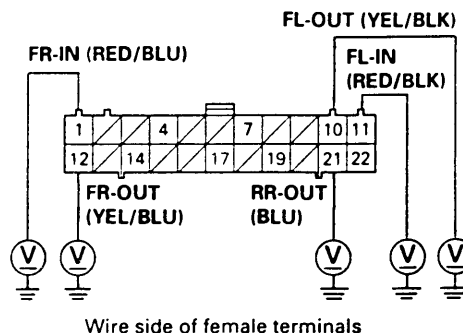 FL-OUT (YEL/BLK)
FR-IN (RED/BLU)
FL-IN
(RED/BLK)
1 4 7 10 11
12 14 17 19 21 22
FR-OUT
(YEL/BLU)
RR-OUT
(BLU)
V V V V V
Wire side of female terminals